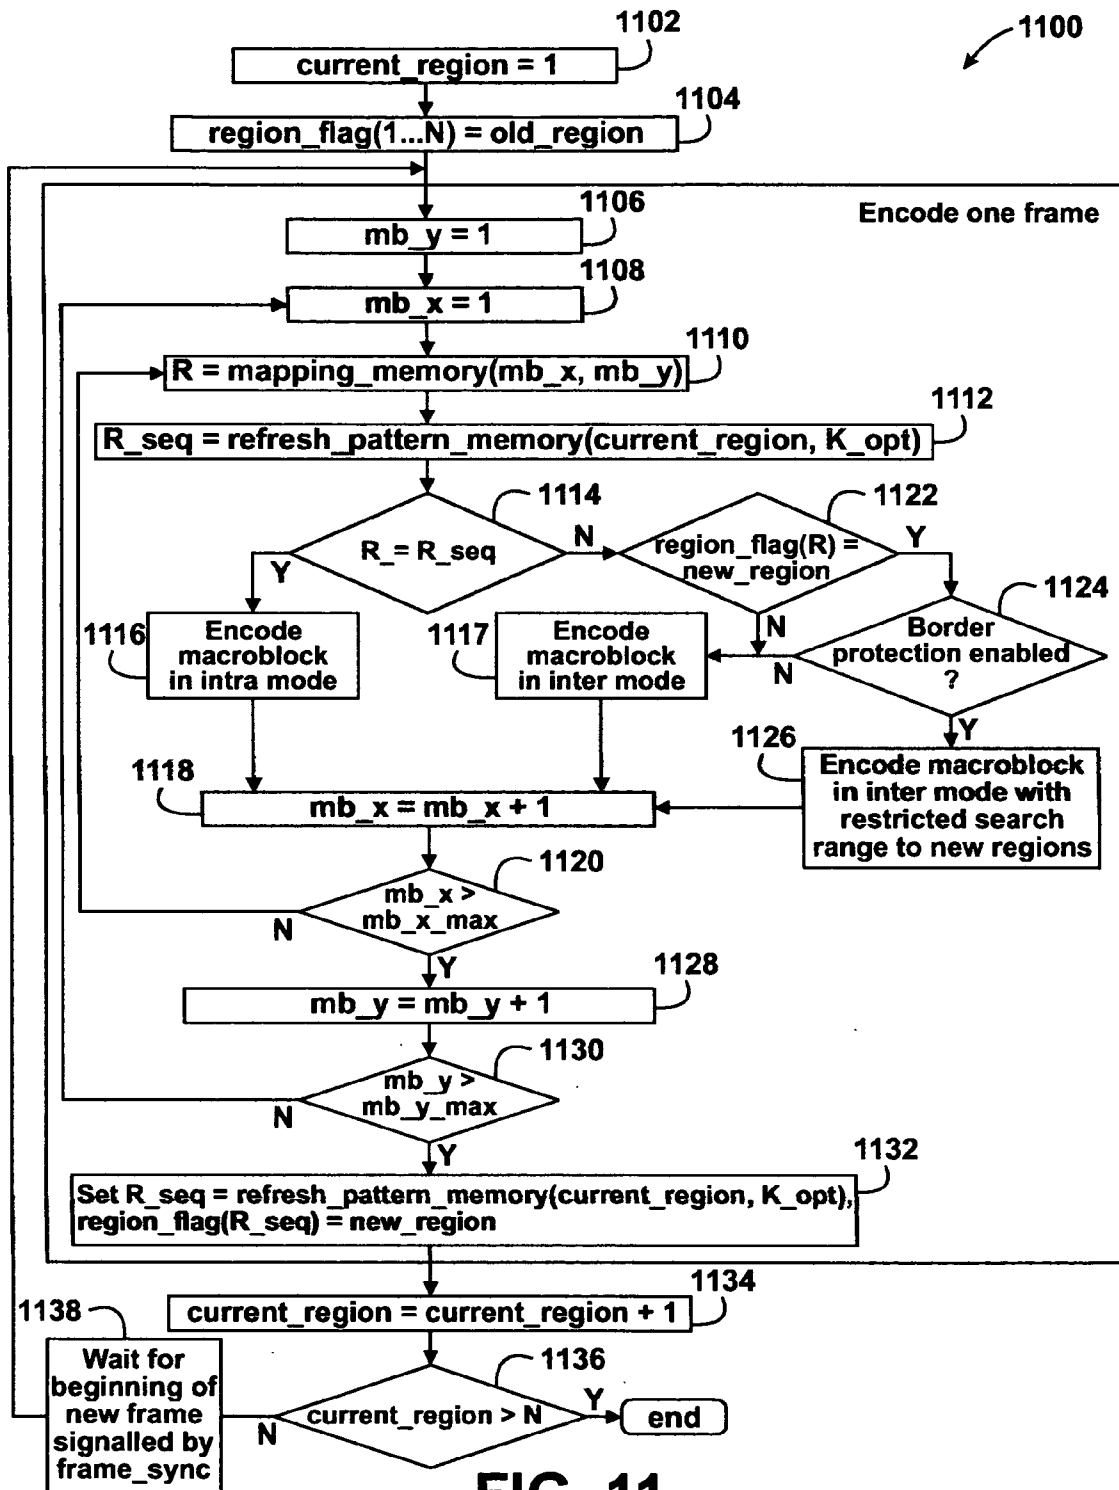 1100
1102
current_region = 1
1104
region_flag(1...N) = old_region
Encode one frame
1106
mb_y = 1
1108
mb_x = 1
1110
R = mapping_memory(mb_x, mb_y)
1112
R_seq = refresh_pattern_memory(current_region, K_opt)
1114
R_= R_seq
Y
N
1122
region_flag(R) =
new_region
Y
N
1124
Border
protection enabled
?
N
Y
1116
Encode
macroblock
in intra mode
1117
Encode
macroblock
in inter mode
1126
Encode macroblock
in inter mode with
restricted search
range to new regions
1118
mb_x = mb_x + 1
1120
mb_x >
mb_x_max
N
Y
1128
mb_y = mb_y + 1
1130
mb_y >
mb_y_max
N
Y
1132
Set R_seq = refresh_pattern_memory(current_region, K_opt),
region_flag(R_seq) = new_region
1134
current_region = current_region + 1
1136
current_region > N
Y
end
N
1138
Wait for
beginning of
new frame
signalled by
frame_sync
FIG. 11